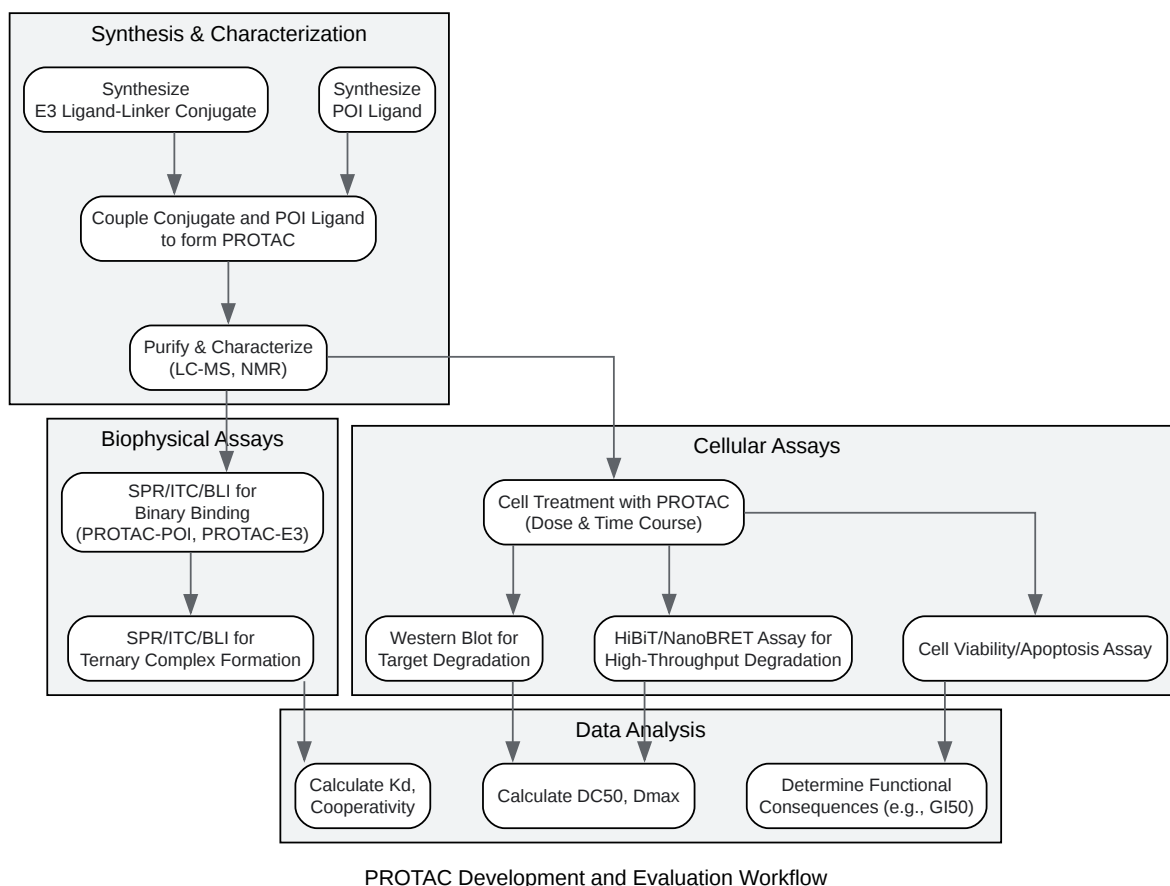 Synthesis & Characterization
Synthesize
E3 Ligand-Linker Conjugate
Synthesize
POI Ligand
Couple Conjugate and POI Ligand
to form PROTAC
Purify & Characterize
(LC-MS, NMR)
Biophysical Assays
SPR/ITC/BLI for
Binary Binding
(PROTAC-POI, PROTAC-E3)
SPR/ITC/BLI for
Ternary Complex Formation
Cellular Assays
Cell Treatment with PROTAC
(Dose & Time Course)
Western Blot for
Target Degradation
HiBiT/NanoBRET Assay for
High-Throughput Degradation
Cell Viability/Apoptosis Assay
Data Analysis
Calculate Kd,
Cooperativity
Calculate DC50, Dmax
Determine Functional
Consequences (e.g., GI50)
PROTAC Development and Evaluation Workflow